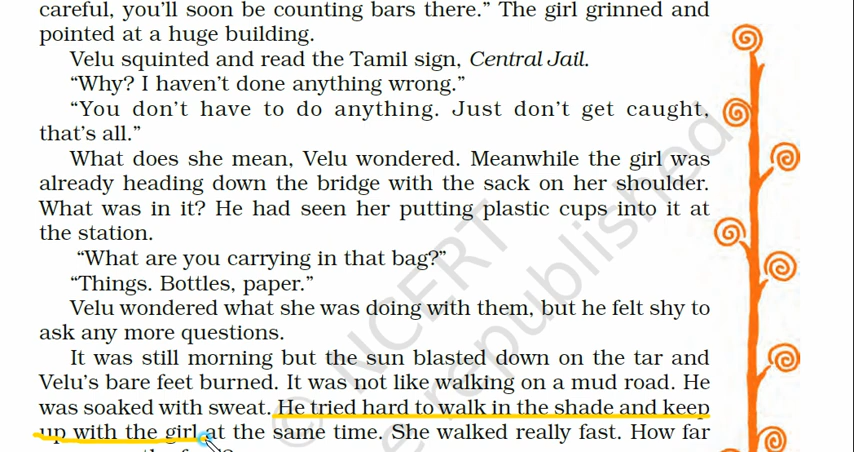 careful, you’ll soon be counting bars there.” The girl grinned and
pointed at a huge building.
Velu squinted and read the Tamil sign, Central Jail.
“Why? I haven’t done anything wrong.”
“You don’t have to do anything. Just don’t get caught,
that’s all.”
What does she mean, Velu wondered. Meanwhile the girl was
already heading down the bridge with the sack on her shoulder.
What was in it? He had seen her putting plastic cups into it at
the station.
“What are you carrying in that bag?”
“Things. Bottles, paper.”
Velu wondered what she was doing with them, but he felt shy to
ask any more questions.
It was still morning but the sun blasted down on the tar and
Velu’s bare feet burned. It was not like walking on a mud road. He
was soaked with sweat. He tried hard to walk in the shade and keep
up with the girl at the same time. She walked really fast. How far
© NCERT
e republished